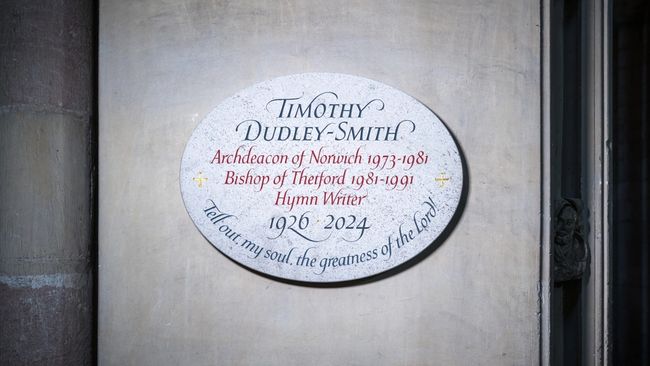 TIMOTHY
DUDLEY-SMITH
Archdeacon of Norwich 1973-1981
Bishop of Thetford 1981-1991
Hymn Writer
1926 · 2024
Tell out, my soul, the greatness of the Lord!